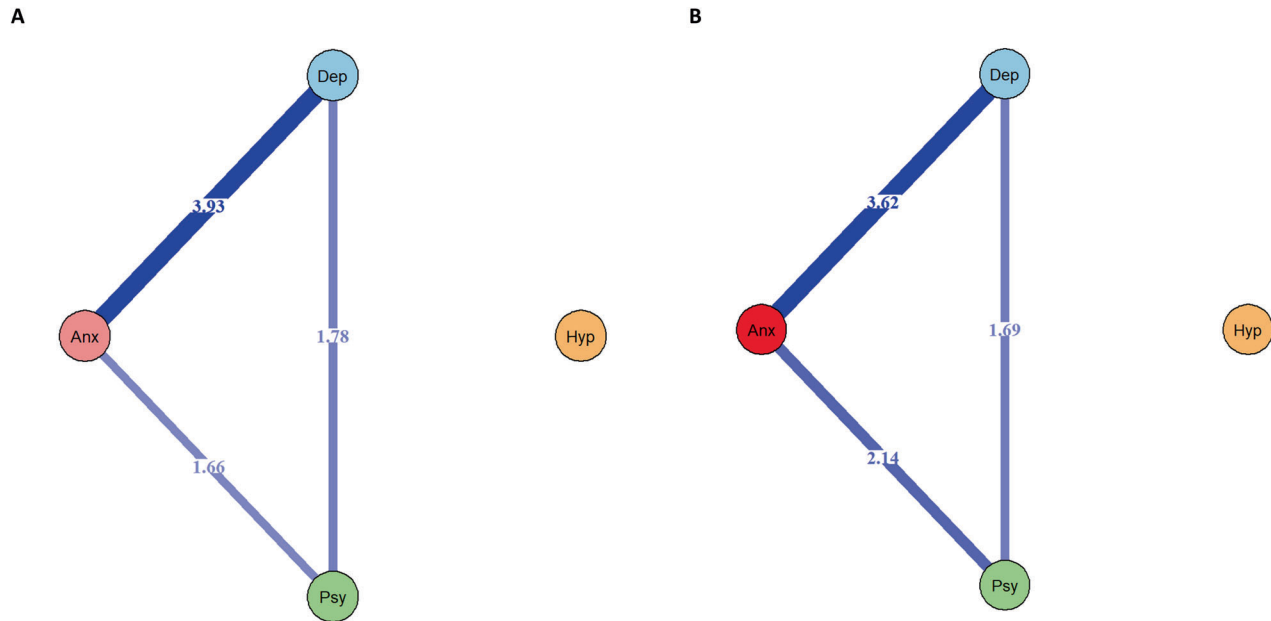 A
Dep
3.93
Anx
1.78
Hyp
1.66
Psy
B
Dep
3.62
Anx
1.69
Hyp
2.14
Psy